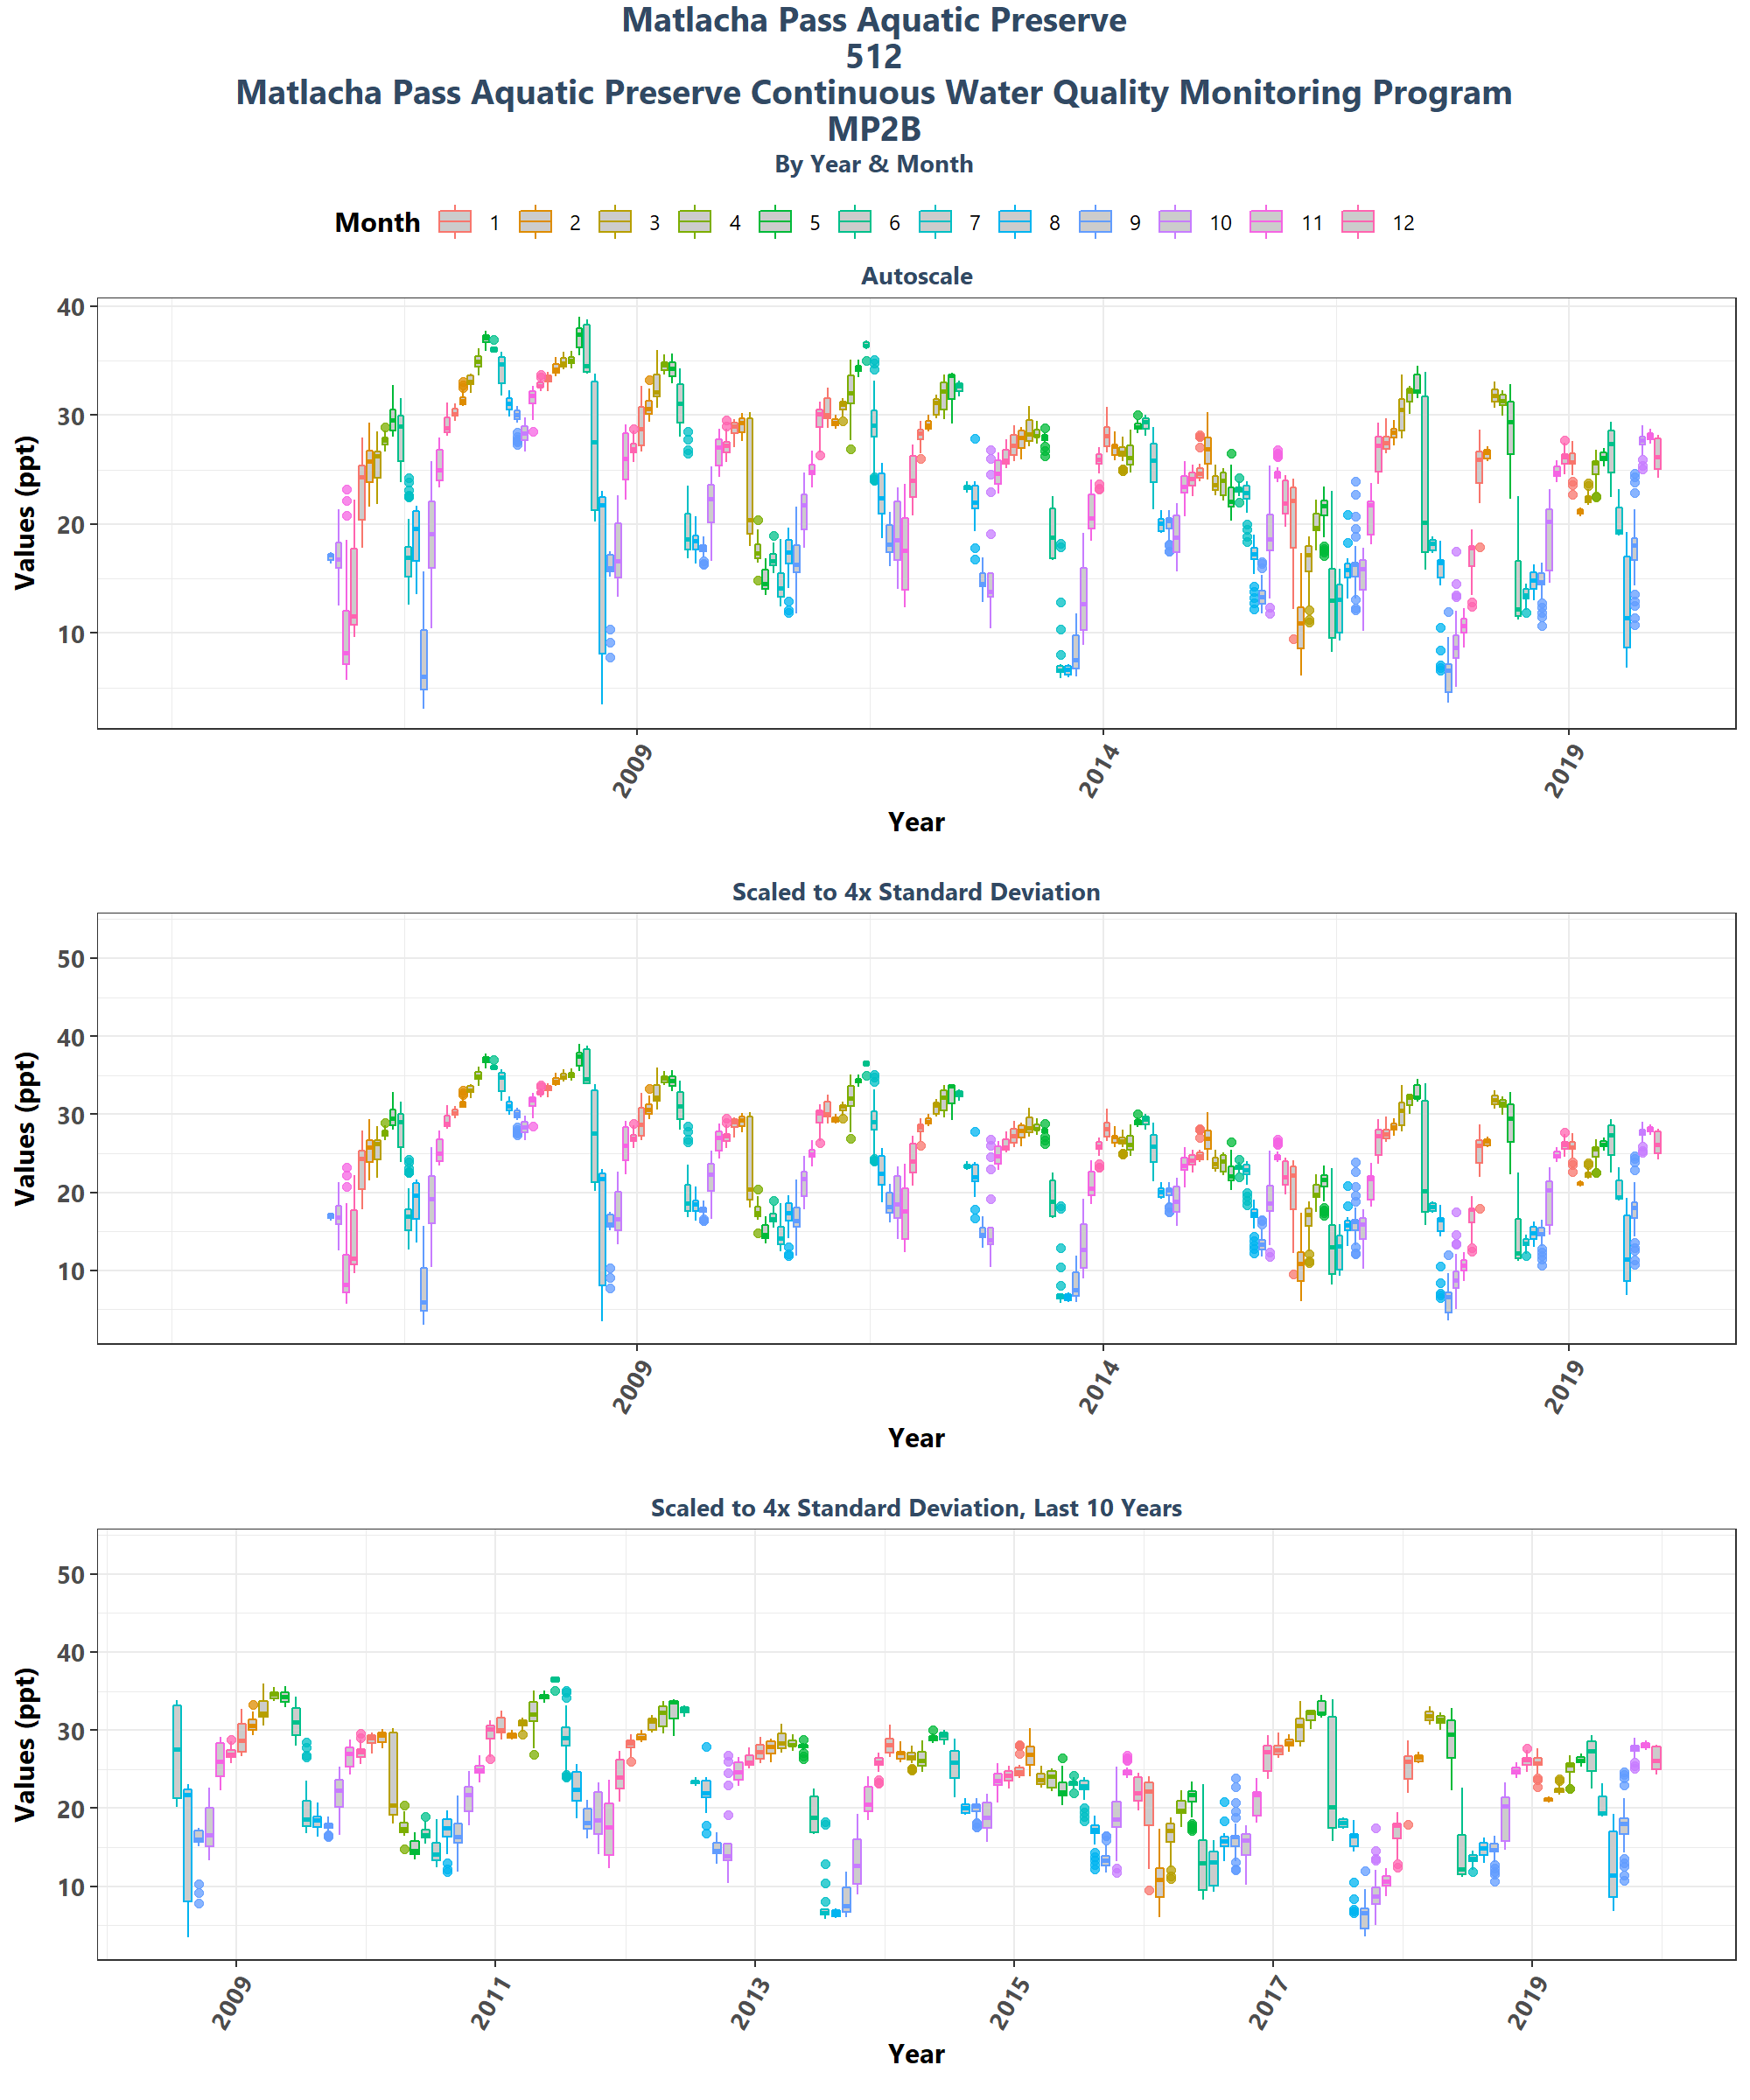 Matlacha Pass Aquatic Preserve
512
Matlacha Pass Aquatic Preserve Continuous Water Quality Monitoring Program
MP2B
By Year & Month
Month 1 2 3 4 5 6 7 8 9 10 11 12
Autoscale
Values (ppt)
40
30
20
10
2009 2014 2019
Year
Scaled to 4x Standard Deviation
Values (ppt)
50
40
30
20
10
2009 2014 2019
Year
Scaled to 4x Standard Deviation, Last 10 Years
Values (ppt)
50
40
30
20
10
2009 2011 2013 2015 2017 2019
Year